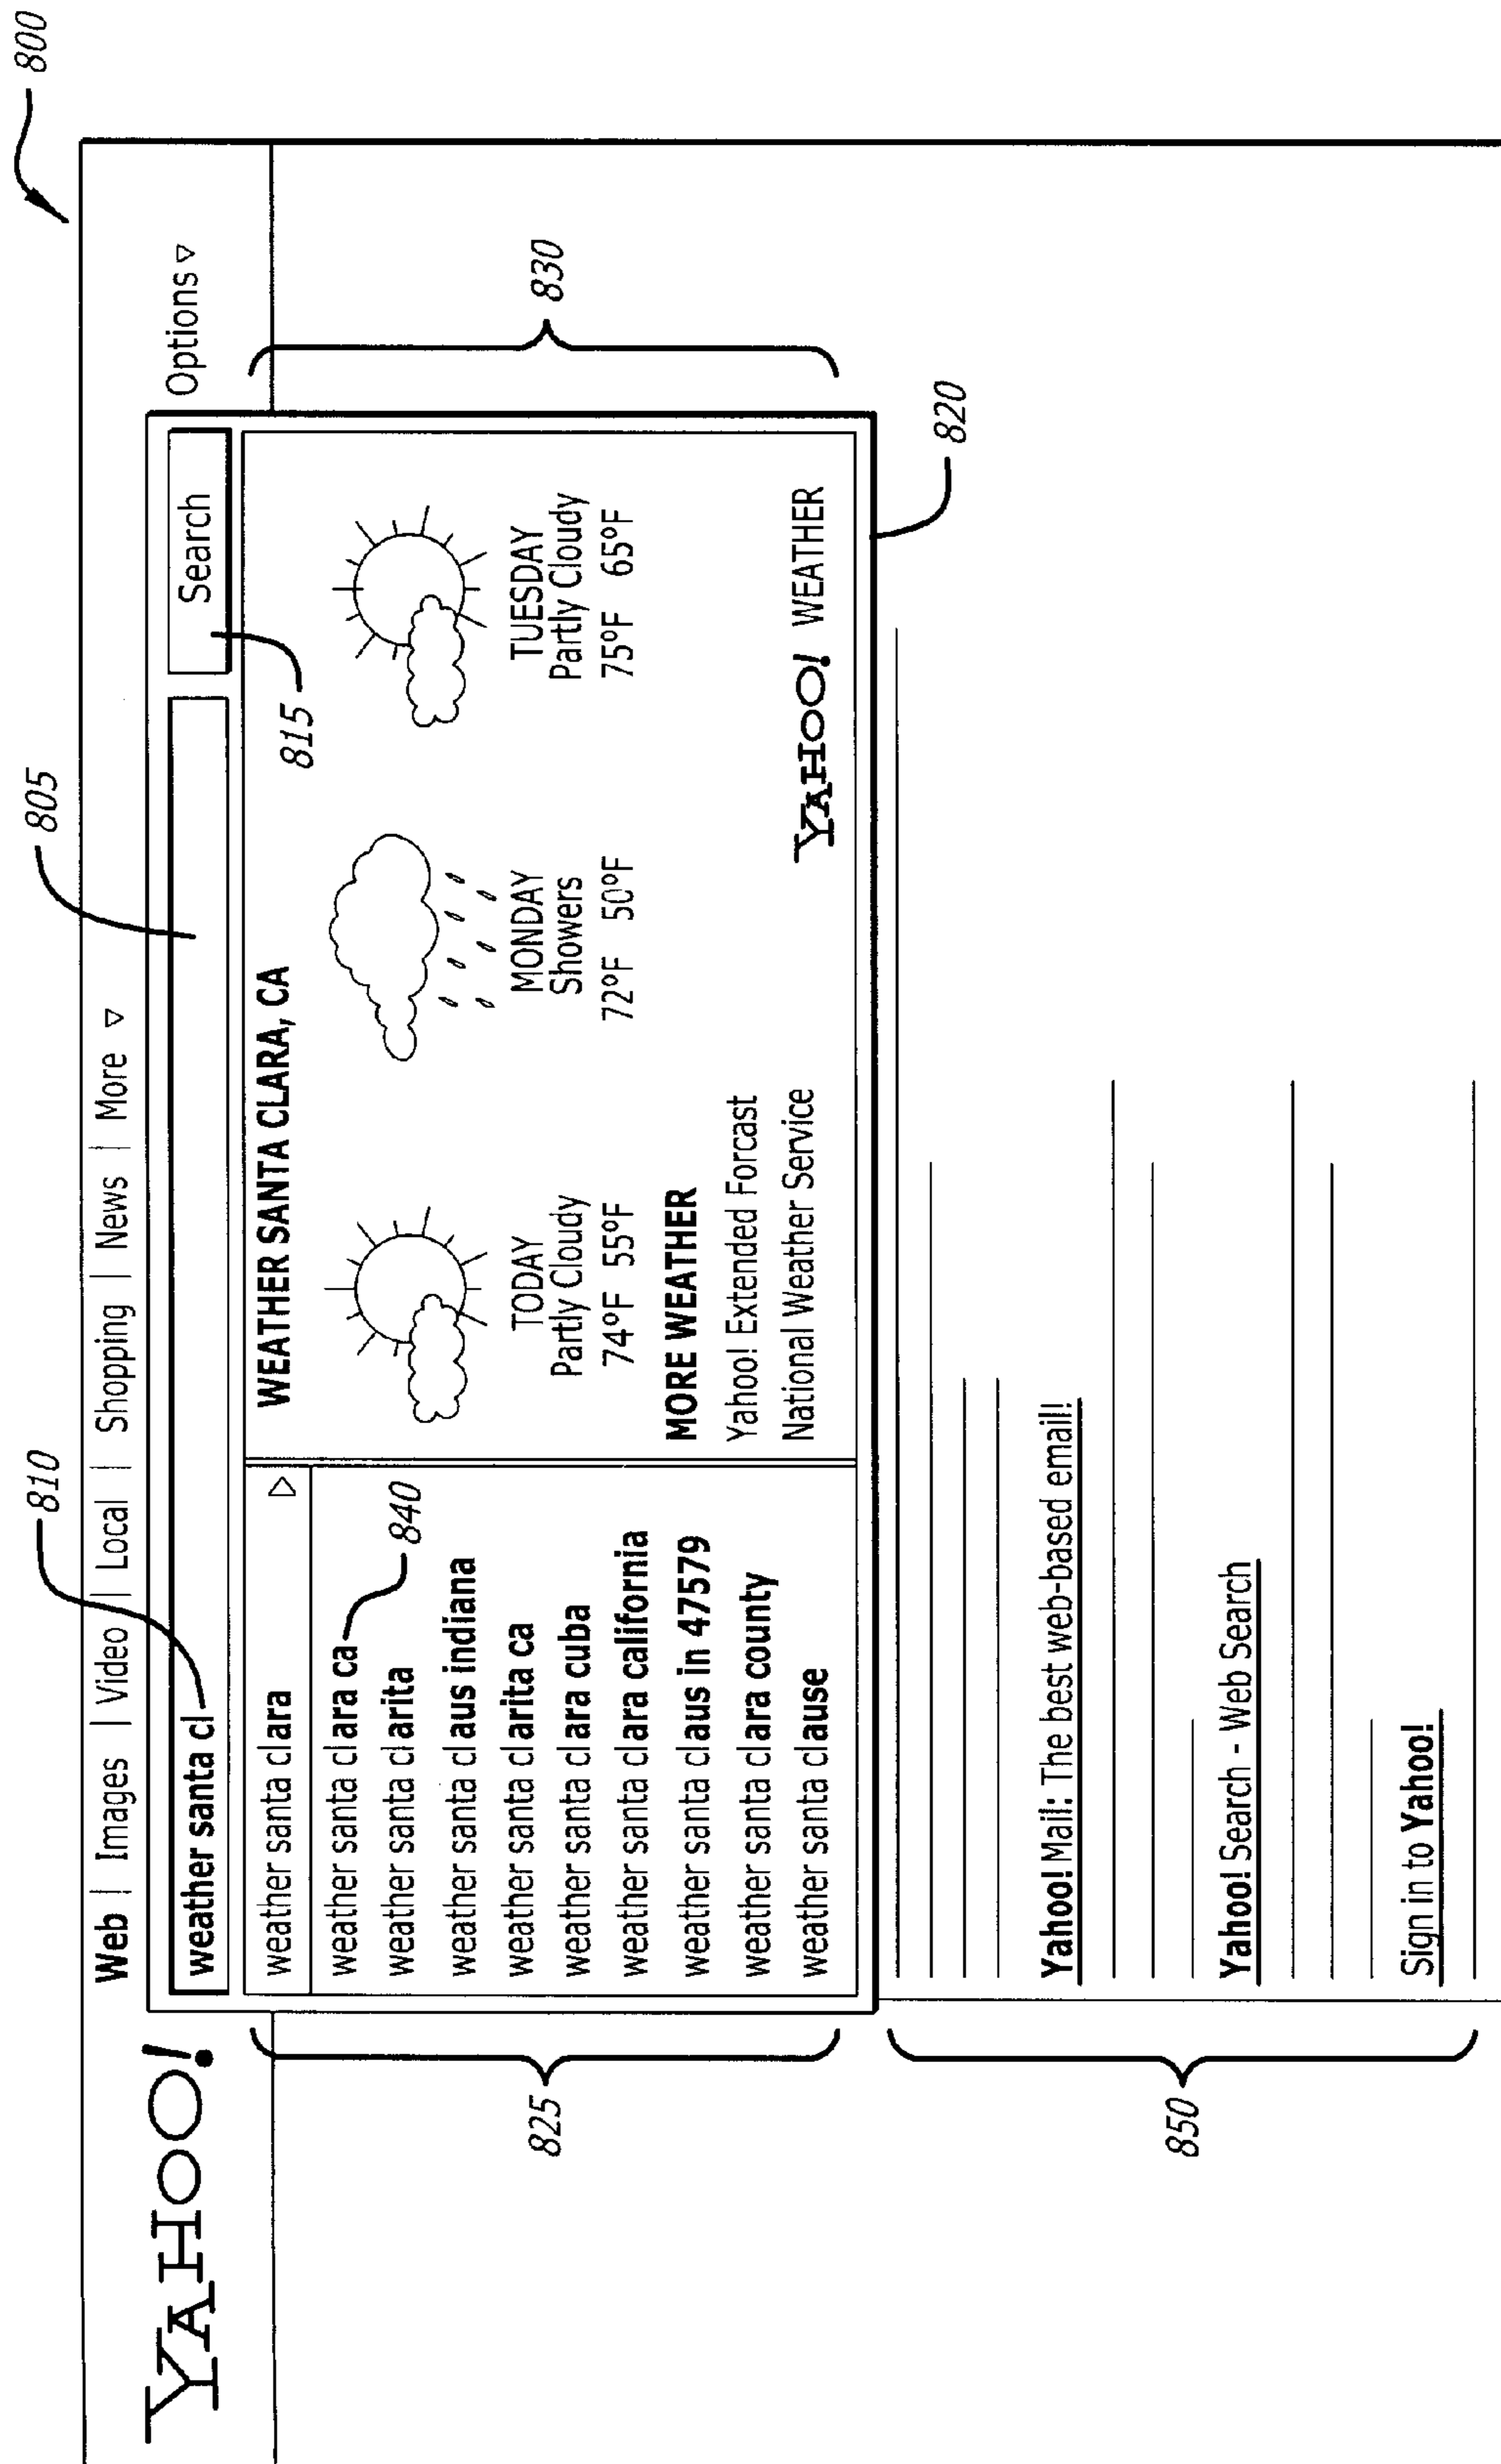 800
805
810
YAHOO!
Web | Images | Video | Local | Shopping | News | More ▿
weather santa cl
Search
Options ▿
815
weather santa clara
weather santa clara ca
840
weather santa clarita
weather santa claus indiana
weather santa clarita ca
weather santa clara cuba
weather santa clara california
weather santa claus in 47579
weather santa clara county
weather santa clause
825
WEATHER SANTA CLARA, CA
TODAY
Partly Cloudy
74°F 55°F
MONDAY
Showers
72°F 50°F
TUESDAY
Partly Cloudy
75°F 65°F
MORE WEATHER
Yahoo! Extended Forcast
National Weather Service
YAHOO! WEATHER
830
820
Yahoo! Mail: The best web-based email!
Yahoo! Search - Web Search
Sign in to Yahoo!
850